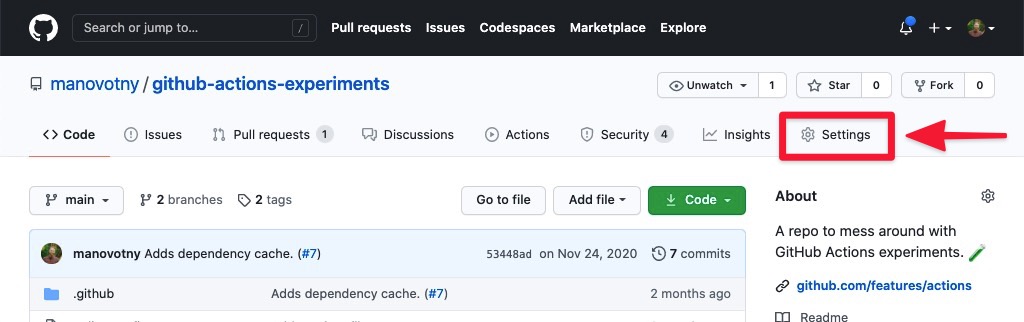 Search or jump to... /
Pull requests Issues Codespaces Marketplace Explore
manovotny / github-actions-experiments
Unwatch 1 Star 0 Fork 0
Code Issues Pull requests 1 Discussions Actions Security 4 Insights Settings
main 2 branches 2 tags Go to file Add file Code
About
A repo to mess around with
GitHub Actions experiments.
github.com/features/actions
Readme
manovotny Adds dependency cache. (#7) 53448ad on Nov 24, 2020 7 commits
.github Adds dependency cache. (#7) 2 months ago